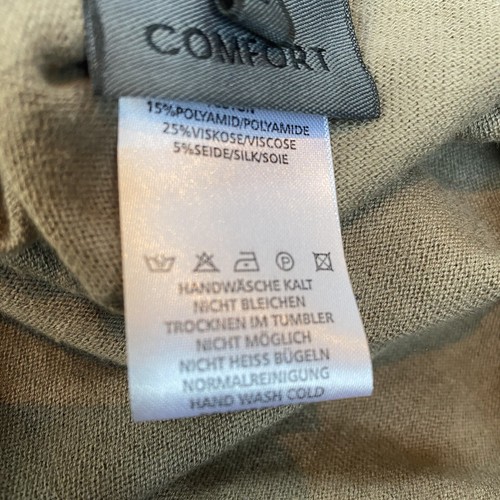 COMFORT
15%POLYAMID/POLYAMIDE
25%VISKOSE/VISCOSE
5%SEIDE/SILK/SOIE
HANDWÄSCHE KALT
NICHT BLEICHEN
TROCKNEN IM TUMBLER
NICHT MÖGLICH
NICHT HEISS BÜGELN
NORMALREINIGUNG
HAND WASH COLD